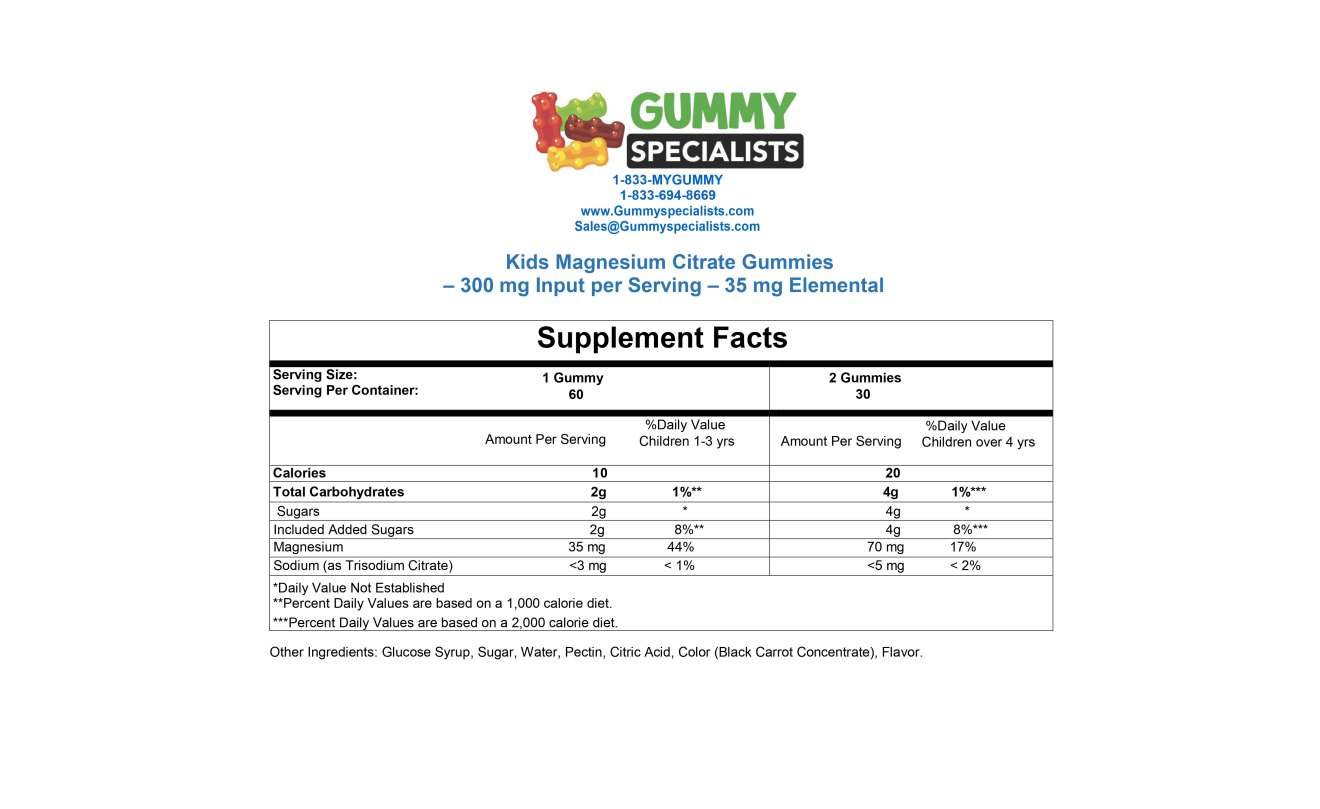 GUMMY
SPECIALISTS
1-833-MYGUMMY
1-833-694-8669
www.Gummyspecialists.com
Sales@Gummyspecialists.com
Kids Magnesium Citrate Gummies
– 300 mg Input per Serving – 35 mg Elemental
Supplement Facts
Serving Size: 1 Gummy 2 Gummies
Serving Per Container: 60 30
%Daily Value %Daily Value
Amount Per Serving Children 1-3 yrs Amount Per Serving Children over 4 yrs
Calories 10 20
Total Carbohydrates 2g 1%** 4g 1%***
Sugars 2g * 4g *
Included Added Sugars 2g 8%** 4g 8%***
Magnesium 35 mg 44% 70 mg 17%
Sodium (as Trisodium Citrate) <3 mg < 1% <5 mg < 2%
*Daily Value Not Established
**Percent Daily Values are based on a 1,000 calorie diet.
***Percent Daily Values are based on a 2,000 calorie diet.
Other Ingredients: Glucose Syrup, Sugar, Water, Pectin, Citric Acid, Color (Black Carrot Concentrate), Flavor.